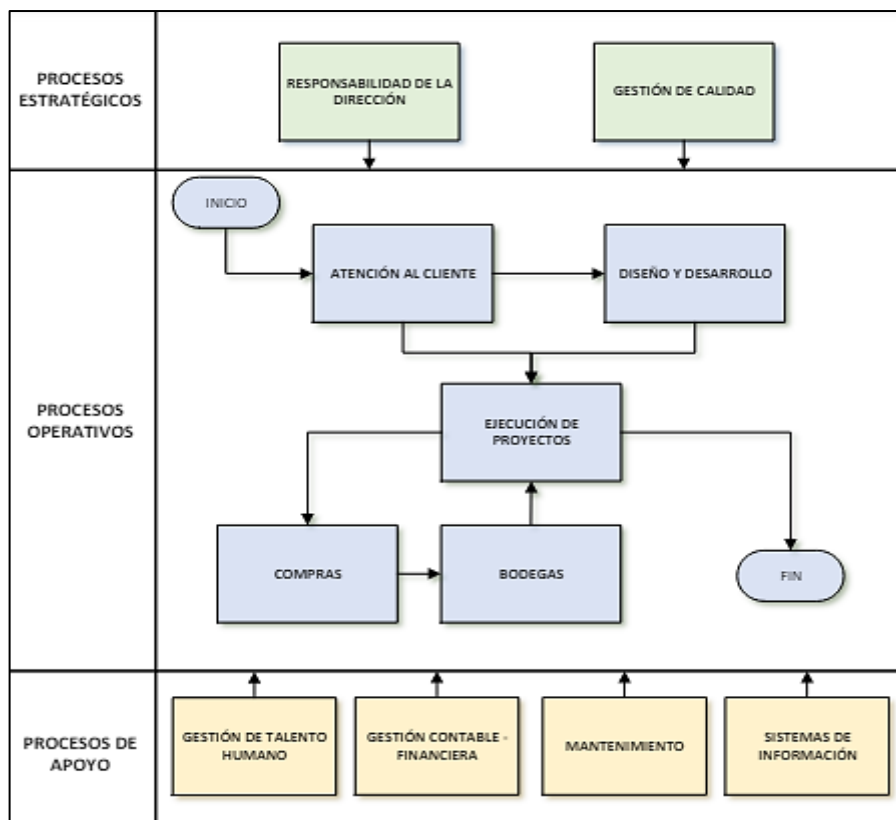 PROCESOS
ESTRATÉGICOS
RESPONSABILIDAD DE LA
DIRECCIÓN
GESTIÓN DE CALIDAD
PROCESOS
OPERATIVOS
INICIO
ATENCIÓN AL CLIENTE
DISEÑO Y DESARROLLO
EJECUCIÓN DE
PROYECTOS
COMPRAS
BODEGAS
FIN
PROCESOS DE
APOYO
GESTIÓN DE TALENTO
HUMANO
GESTIÓN CONTABLE -
FINANCIERA
MANTENIMIENTO
SISTEMAS DE
INFORMACIÓN